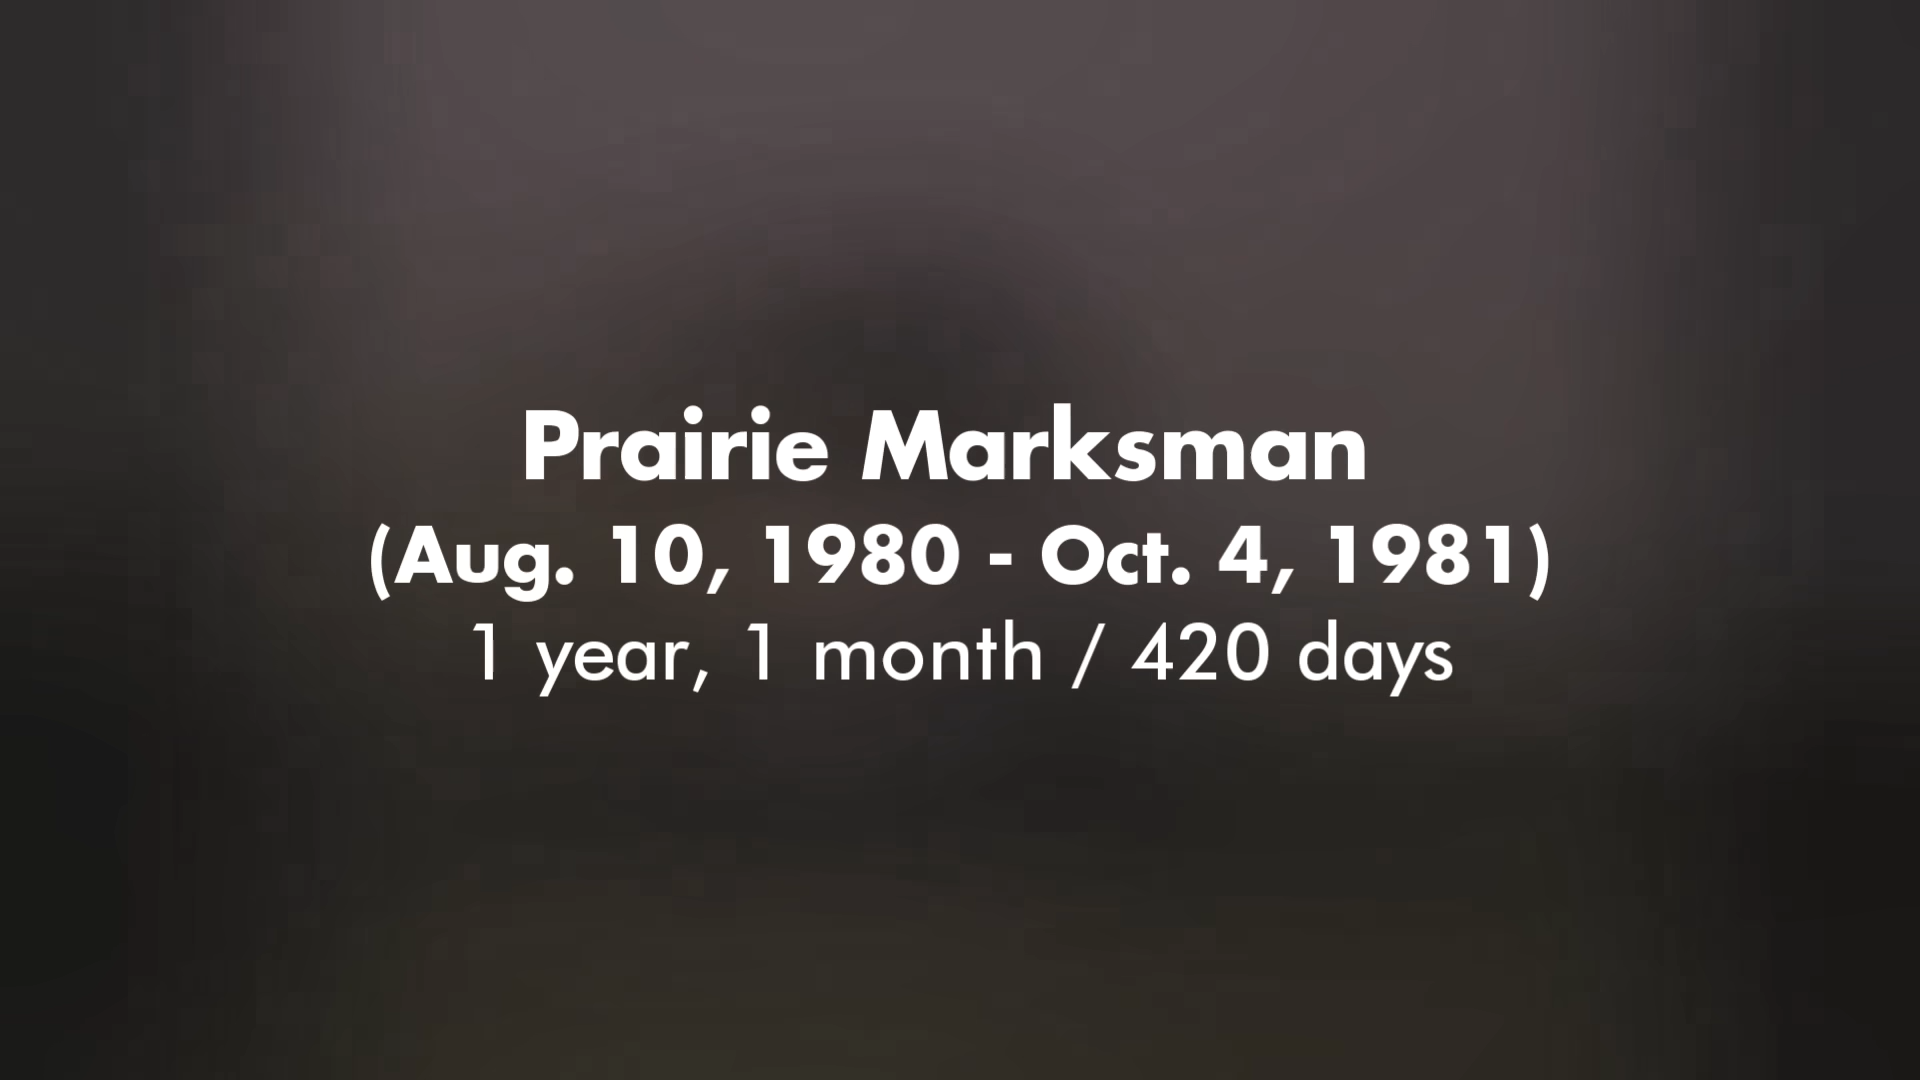 Prairie Marksman
(Aug. 10, 1980 - Oct. 4, 1981)
1 year, 1 month / 420 days